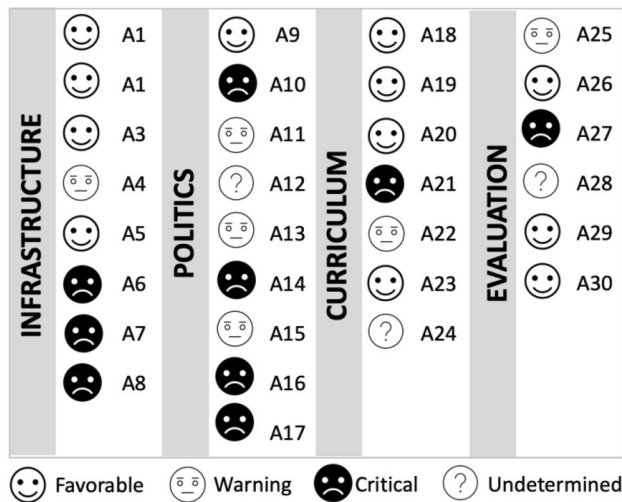 INFRASTRUCTURE
A1
A1
A3
A4
A5
A6
A7
A8
POLITICS
A9
A10
A11
? A12
A13
A14
A15
A16
A17
CURRICULUM
A18
A19
A20
A21
A22
A23
? A24
EVALUATION
A25
A26
A27
? A28
A29
A30
Favorable Warning Critical ? Undetermined